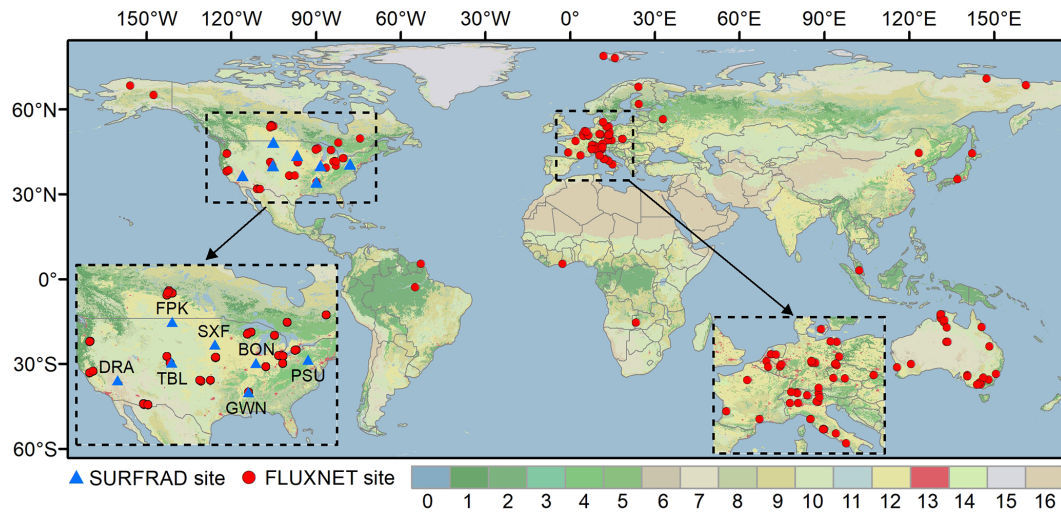 150°W 120°W 90°W 60°W 0° 30°E 60°E 90°E 120°E 150°E
60°N
30°N
0°
30°S
60°S
FPK
SXF
BON
DRA
TBL
PSU
GWN
SURFRAD site FLUXNET site
0 1 2 3 4 5 6 7 8 9 10 11 12 13 14 15 16